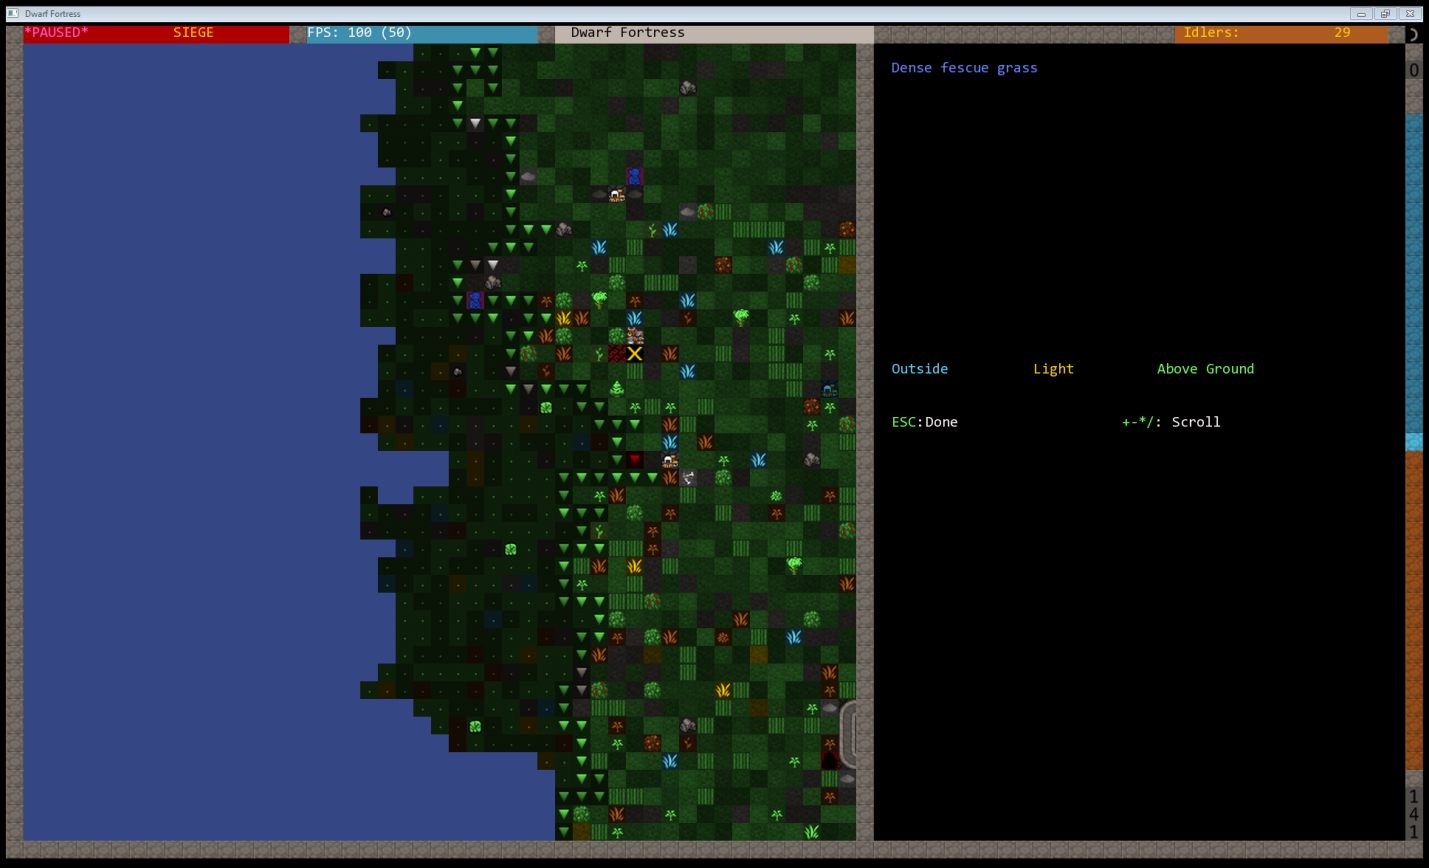 Dwarf Fortress
*PAUSED* SIEGE FPS: 100 (50) Dwarf Fortress Idlers: 29
0
Dense fescue grass
Outside Light Above Ground
ESC:Done +-*/: Scroll
1
4
1